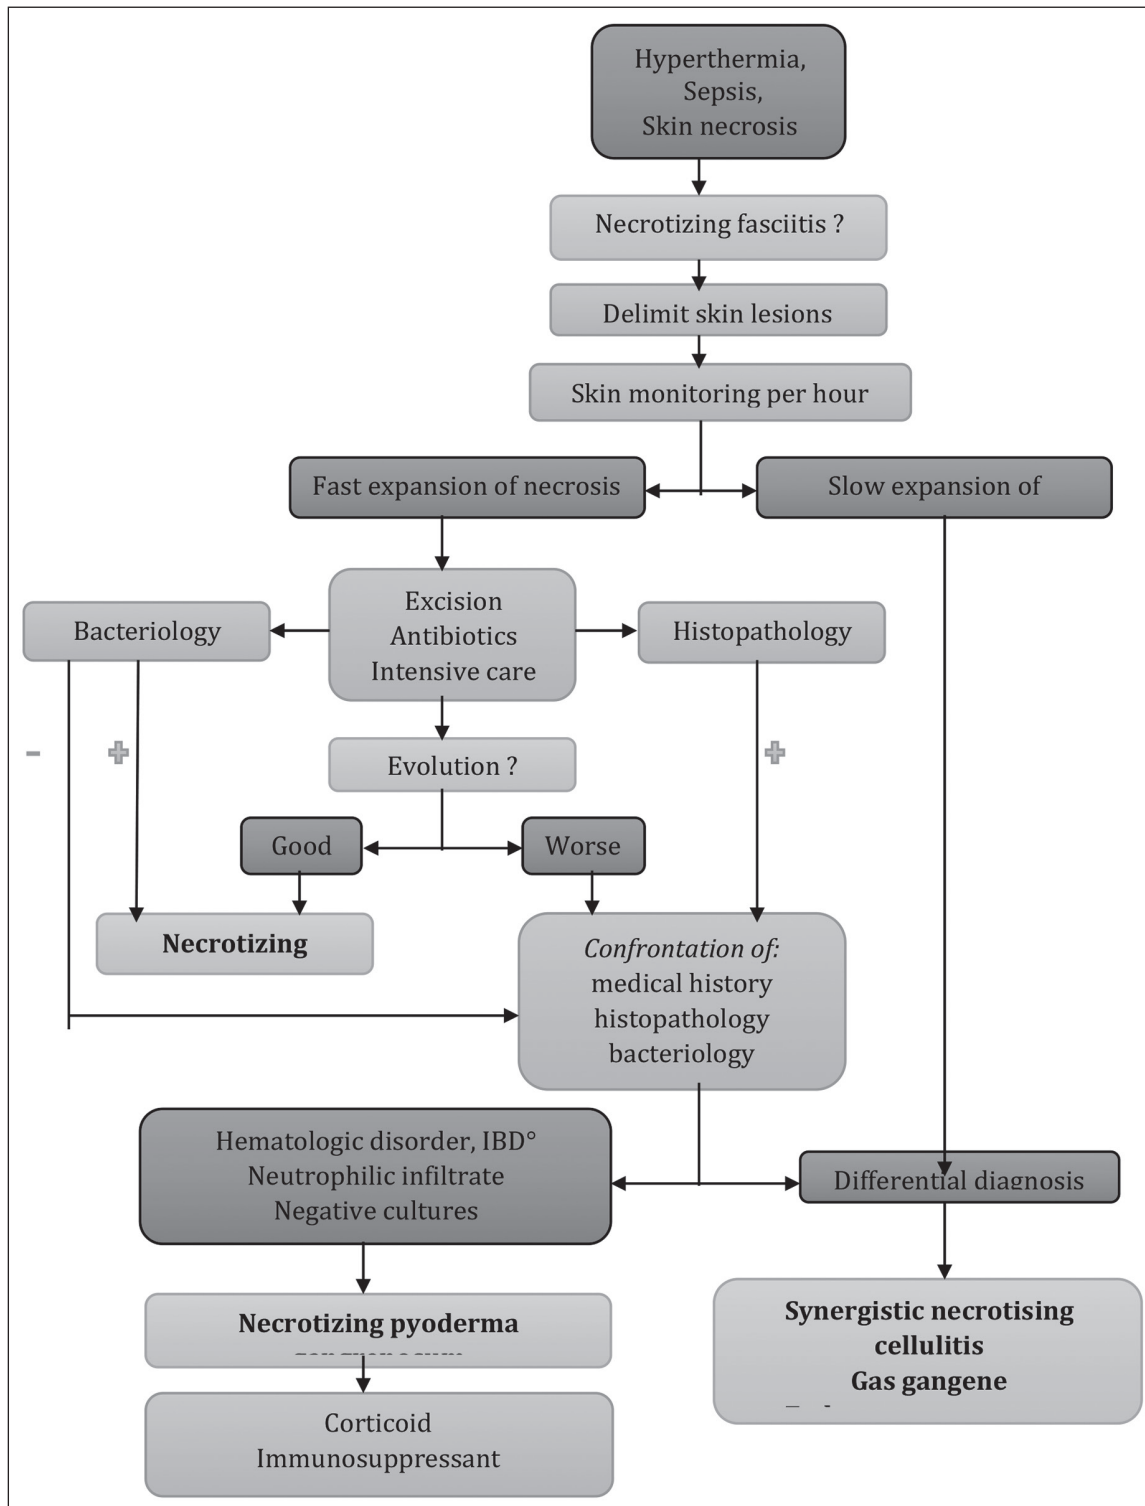 Hyperthermia,
Sepsis,
Skin necrosis
Necrotizing fasciitis ?
Delimit skin lesions
Skin monitoring per hour
Fast expansion of necrosis
Slow expansion of
Bacteriology
Excision
Antibiotics
Intensive care
Histopathology
-
+
+
Evolution ?
Good
Worse
Necrotizing
Confrontation of:
medical history
histopathology
bacteriology
Hematologic disorder, IBD°
Neutrophilic infiltrate
Negative cultures
Differential diagnosis
Necrotizing pyoderma
Synergistic necrotising
cellulitis
Gas gangene
Corticoid
Immunosuppressant